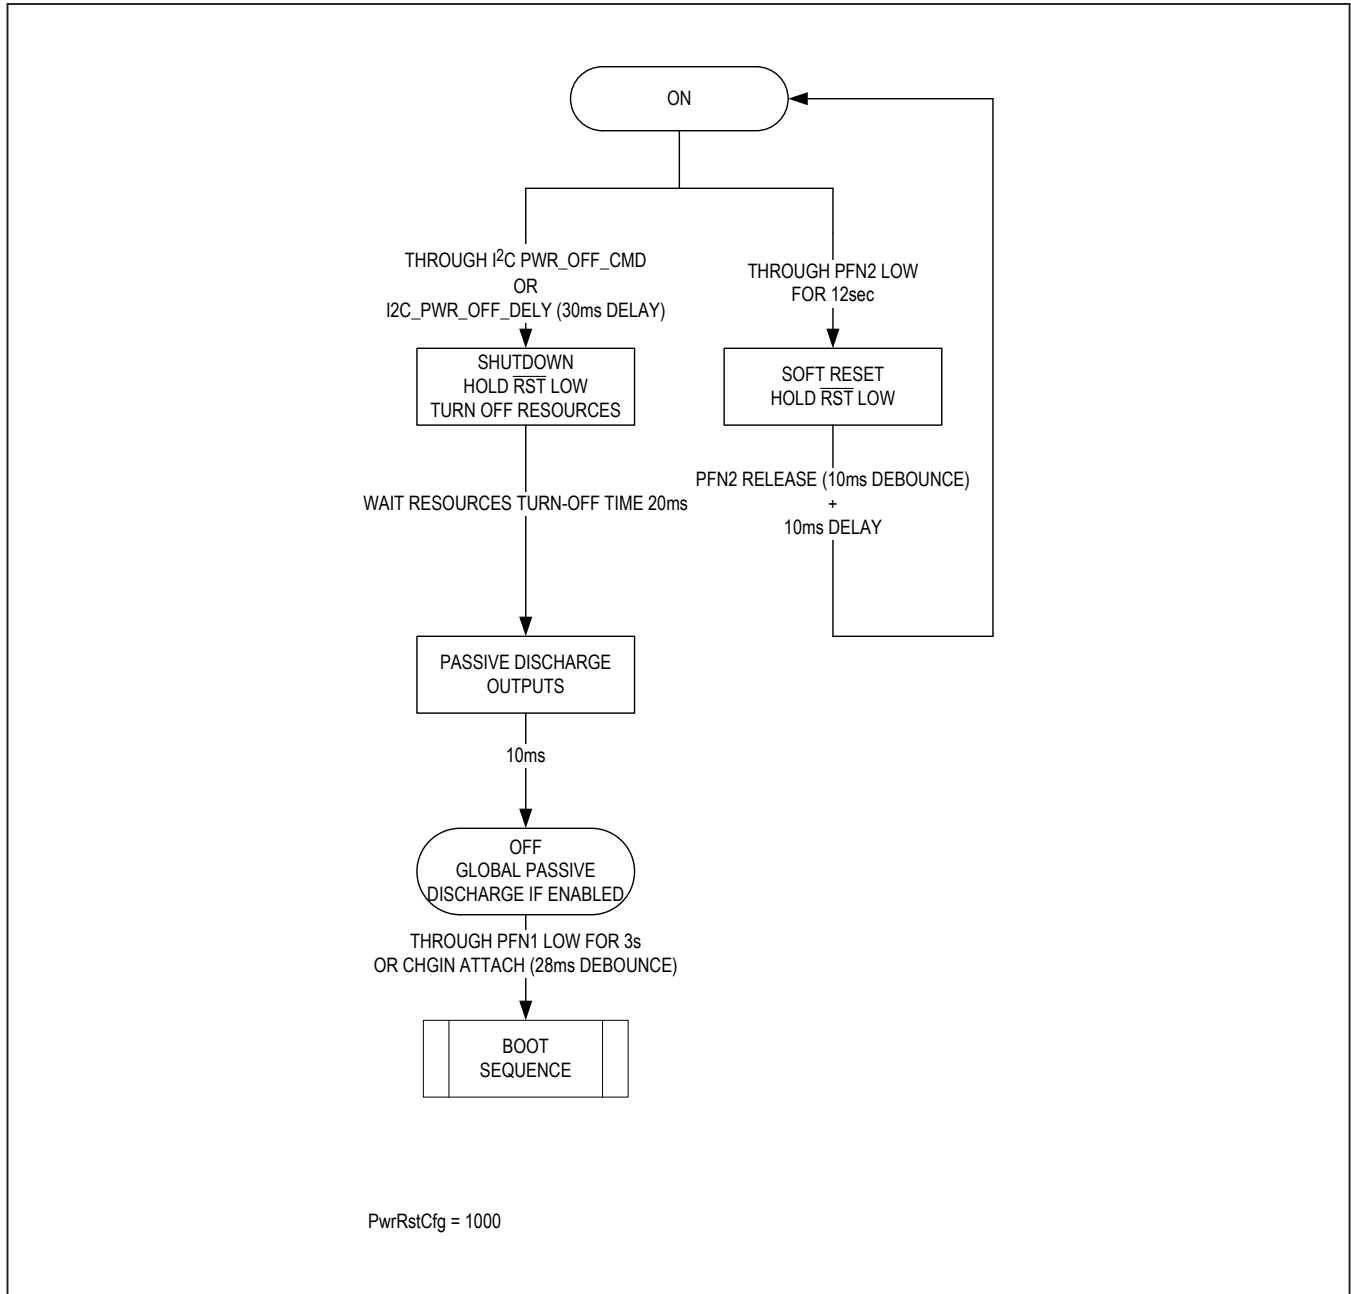 ON
THROUGH I²C PWR_OFF_CMD
OR
I2C_PWR_OFF_DELY (30ms DELAY)
THROUGH PFN2 LOW
FOR 12sec
SHUTDOWN
HOLD R̅S̅T̅ LOW
TURN OFF RESOURCES
SOFT RESET
HOLD R̅S̅T̅ LOW
WAIT RESOURCES TURN-OFF TIME 20ms
PFN2 RELEASE (10ms DEBOUNCE)
+
10ms DELAY
PASSIVE DISCHARGE
OUTPUTS
10ms
OFF
GLOBAL PASSIVE
DISCHARGE IF ENABLED
THROUGH PFN1 LOW FOR 3s
OR CHGIN ATTACH (28ms DEBOUNCE)
BOOT
SEQUENCE
PwrRstCfg = 1000